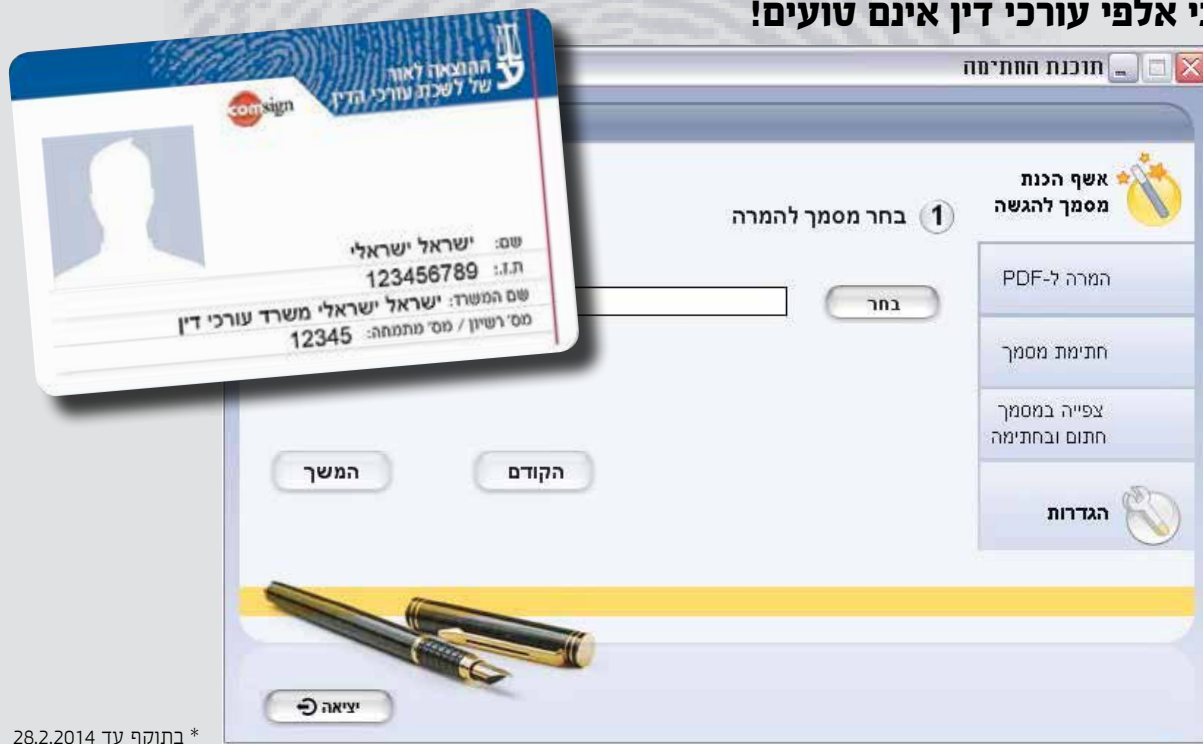 אלפי עורכי דין אינם טועים!
תוכנת החתימה
ההוצאה לאור
של לשכת עורכי הדין
comsign
שם: ישראל ישראלי
ת.ז.: 123456789
שם המשרד: ישראל ישראלי משרד עורכי דין
מס' רשיון / מס' מתמחה: 12345
אשף הכנת
מסמך להגשה
המרה ל-PDF
חתימת מסמך
צפייה במסמך
חתום ובחתימה
הגדרות
1 בחר מסמך להמרה
בחר
הקודם
המשך
יציאה
* בתוקף עד 28.2.2014